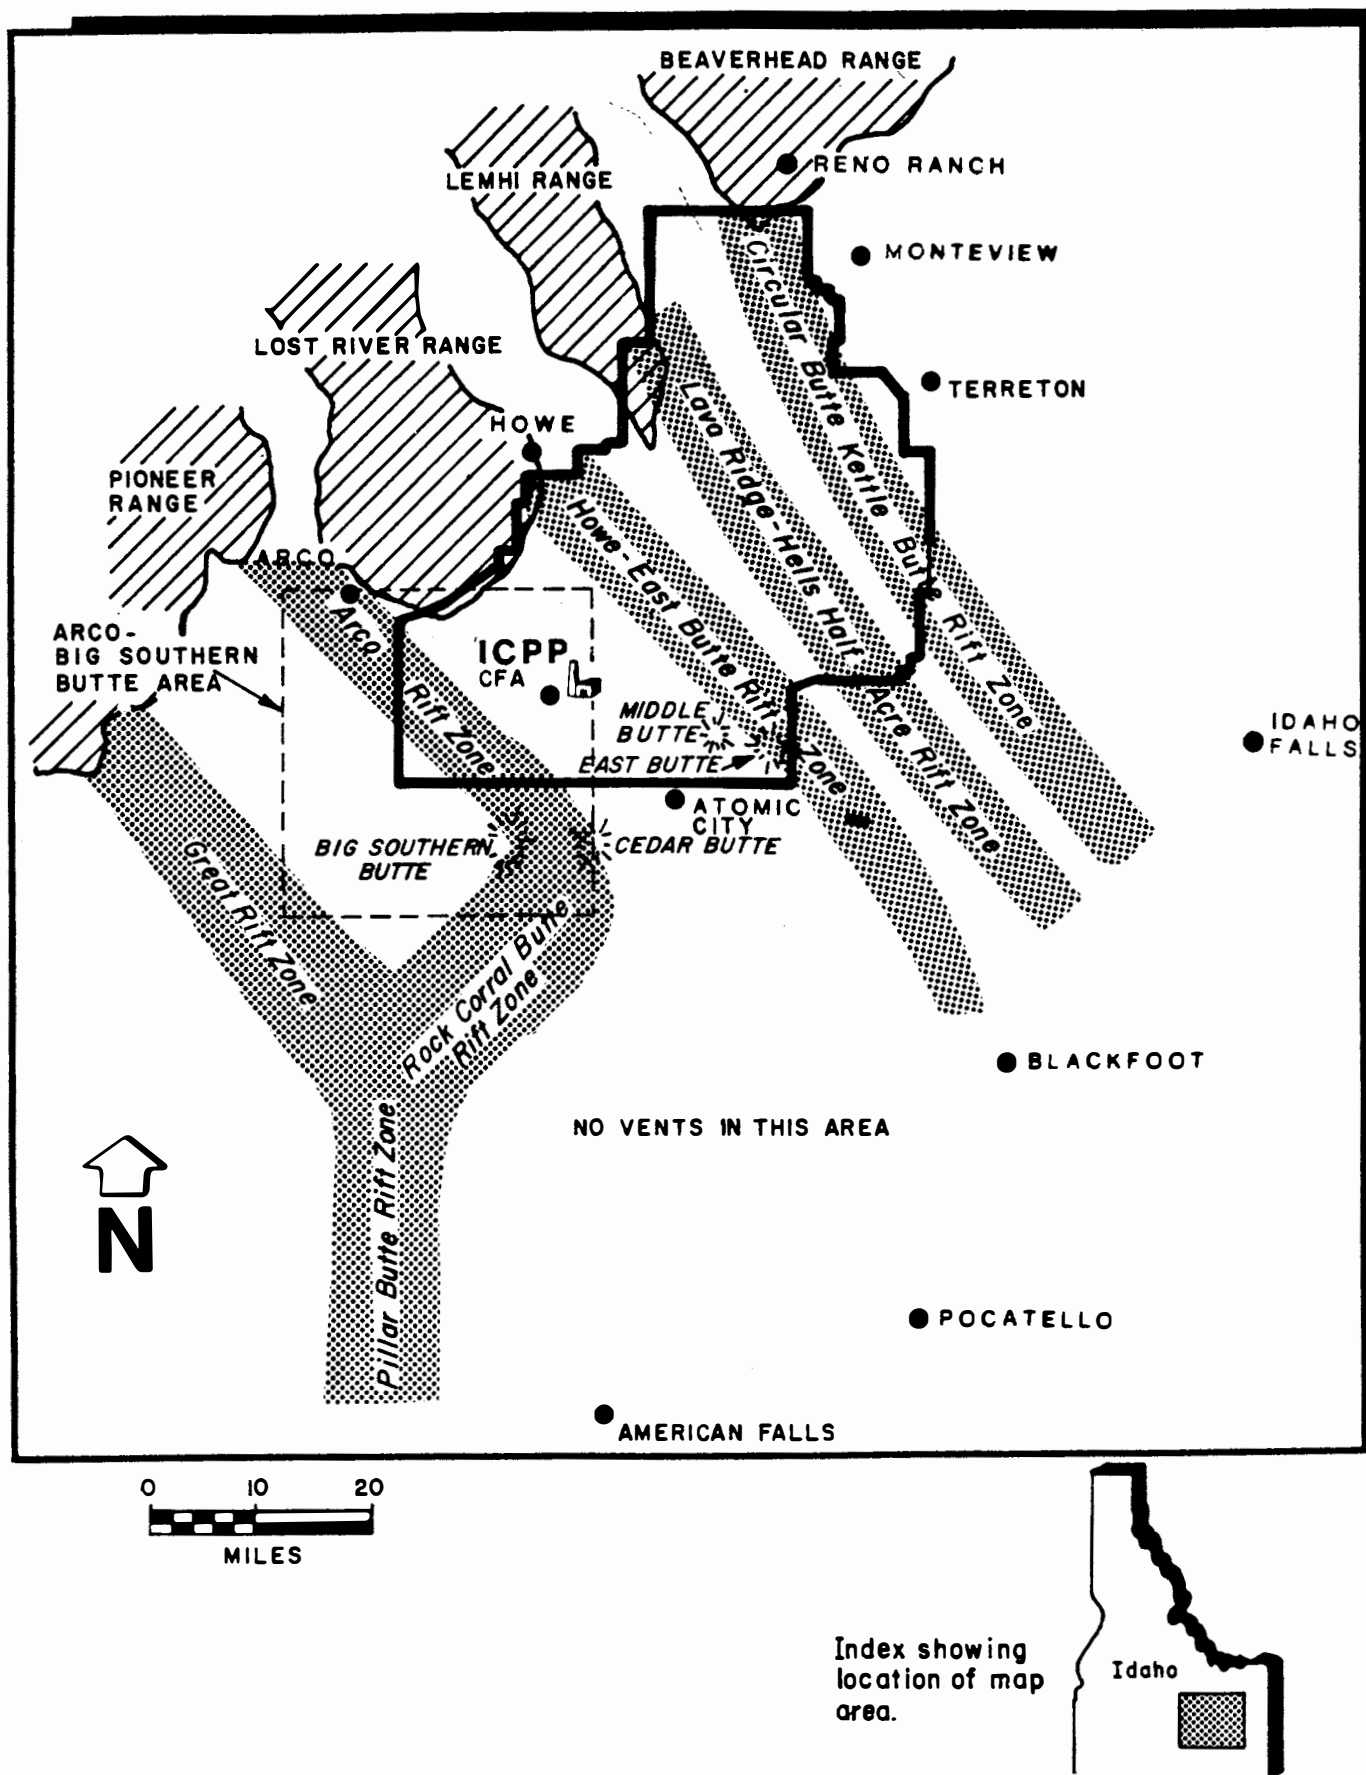 BEAVERHEAD RANGE
RENO RANCH
LEMHI RANGE
MONTEVIEW
Circular Butte Kettle Butte Rift Zone
LOST RIVER RANGE
TERRETON
Lava Ridge-Hells Half Acre Rift Zone
HOWE
PIONEER
RANGE
Howe-East Butte Rift Zone
ARCO
Arco Rift Zone
ARCO-
BIG SOUTHERN
BUTTE AREA
ICPP
CFA
MIDDLE
BUTTE
EAST BUTTE
IDAHO
FALLS
ATOMIC
CITY
BIG SOUTHERN
BUTTE
CEDAR BUTTE
Great Rift Zone
Rock Corral Butte
Rift Zone
BLACKFOOT
NO VENTS IN THIS AREA
Pillar Butte Rift Zone
N
POCATELLO
AMERICAN FALLS
0 10 20
MILES
Index showing
location of map
area.
Idaho